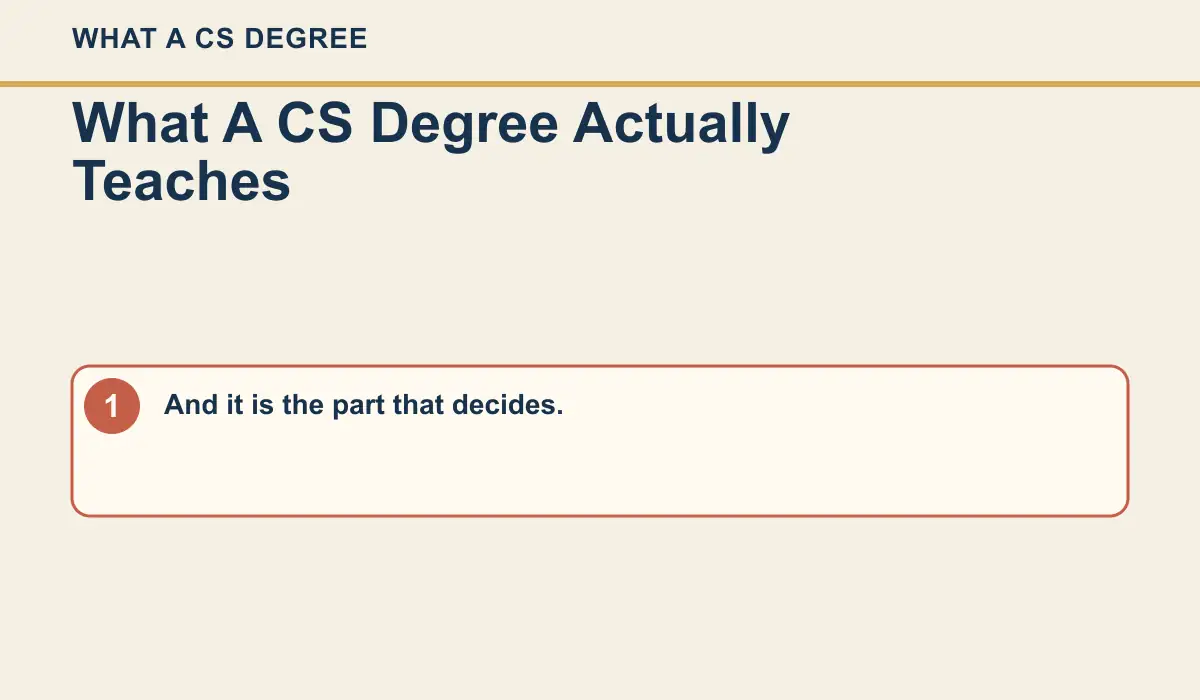 WHAT A CS DEGREE
What A CS Degree Actually
Teaches
1
And it is the part that decides.